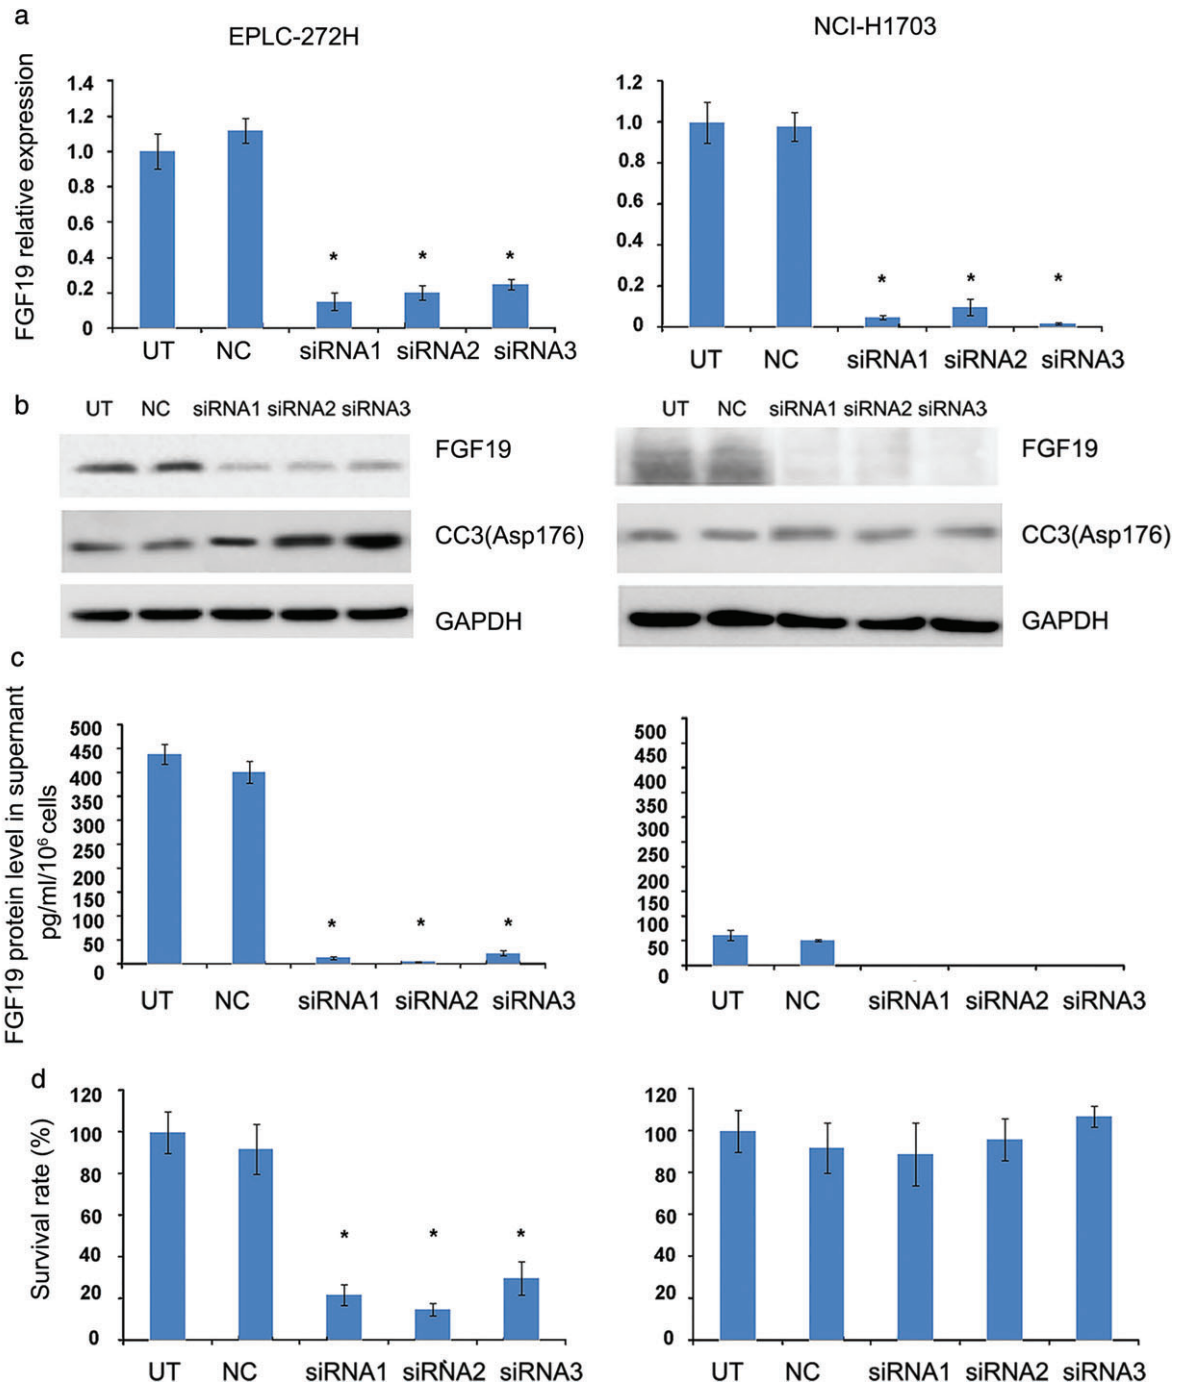 a
EPLC-272H
NCI-H1703
FGF19 relative expression
1.4
1.2
1.0
0.8
0.6
0.4
0.2
0
* * *
UT NC siRNA1 siRNA2 siRNA3
1.2
1.0
0.8
0.6
0.4
0.2
0
* * *
UT NC siRNA1 siRNA2 siRNA3
b
UT NC siRNA1 siRNA2 siRNA3
FGF19
CC3(Asp176)
GAPDH
UT NC siRNA1 siRNA2 siRNA3
FGF19
CC3(Asp176)
GAPDH
c
FGF19 protein level in supernant
pg/ml/10⁶ cells
500
450
400
350
300
250
200
150
100
50
0
* * *
UT NC siRNA1 siRNA2 siRNA3
500
450
400
350
300
250
200
150
100
50
0
UT NC siRNA1 siRNA2 siRNA3
d
Survival rate (%)
120
100
80
60
40
20
0
* * *
UT NC siRNA1 siRNA2 siRNA3
120
100
80
60
40
20
0
UT NC siRNA1 siRNA2 siRNA3